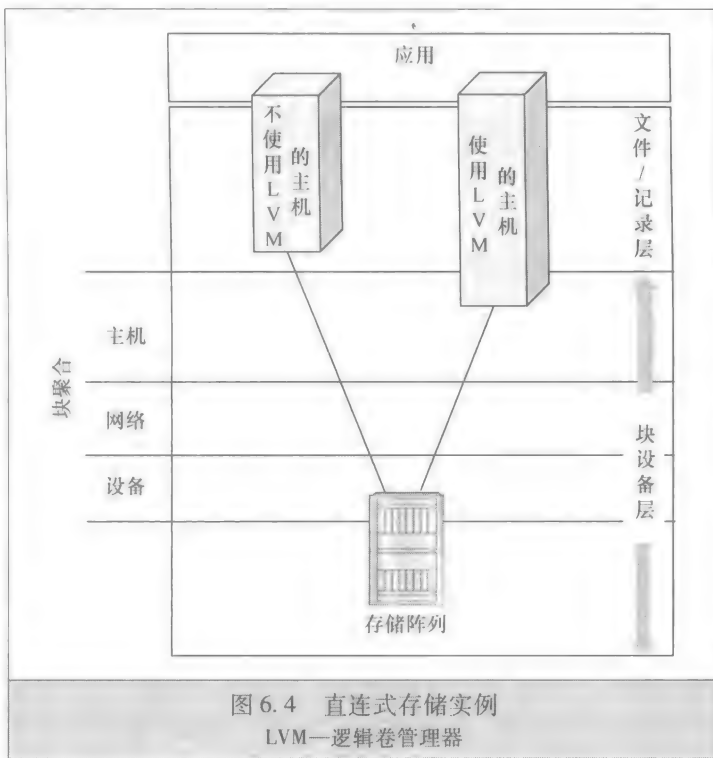 应用
不使用LVM
的主机
使用LVM
的主机
文件/记录层
块聚合
主机
网络
设备
块设备层
存储阵列
图 6.4 直连式存储实例
LVM—逻辑卷管理器